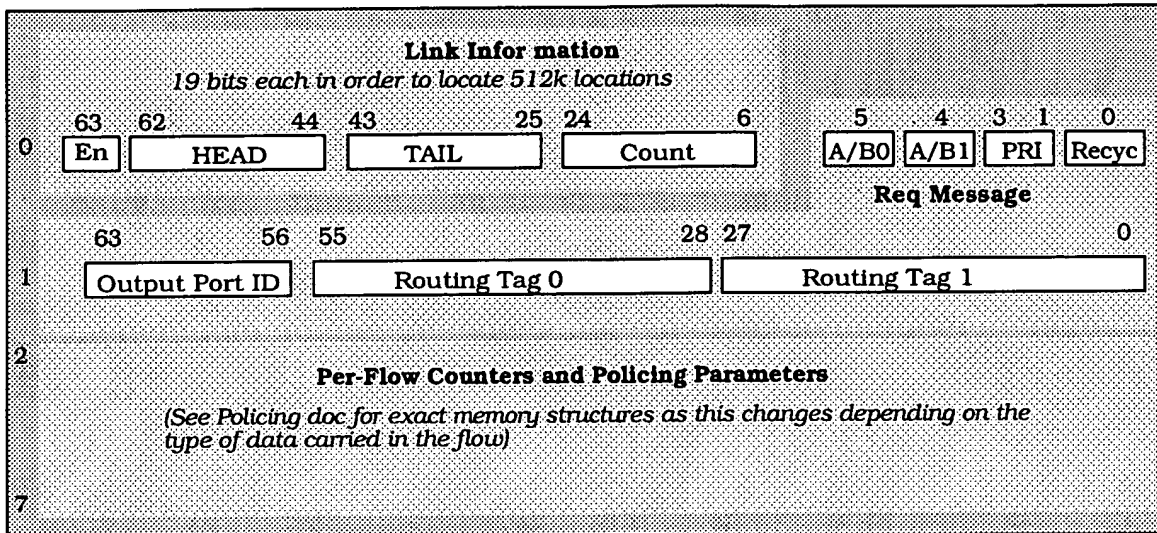 Link Infor mation
19 bits each in order to locate 512k locations
63 62 44 43 25 24 6 5 4 3 1 0
0 En HEAD TAIL Count A/B0 A/B1 PRI Recyc
Req Message
63 56 55 28 27 0
1 Output Port ID Routing Tag 0 Routing Tag 1
2
Per-Flow Counters and Policing Parameters
(See Policing doc for exact memory structures as this changes depending on the
type of data carried in the flow)
7